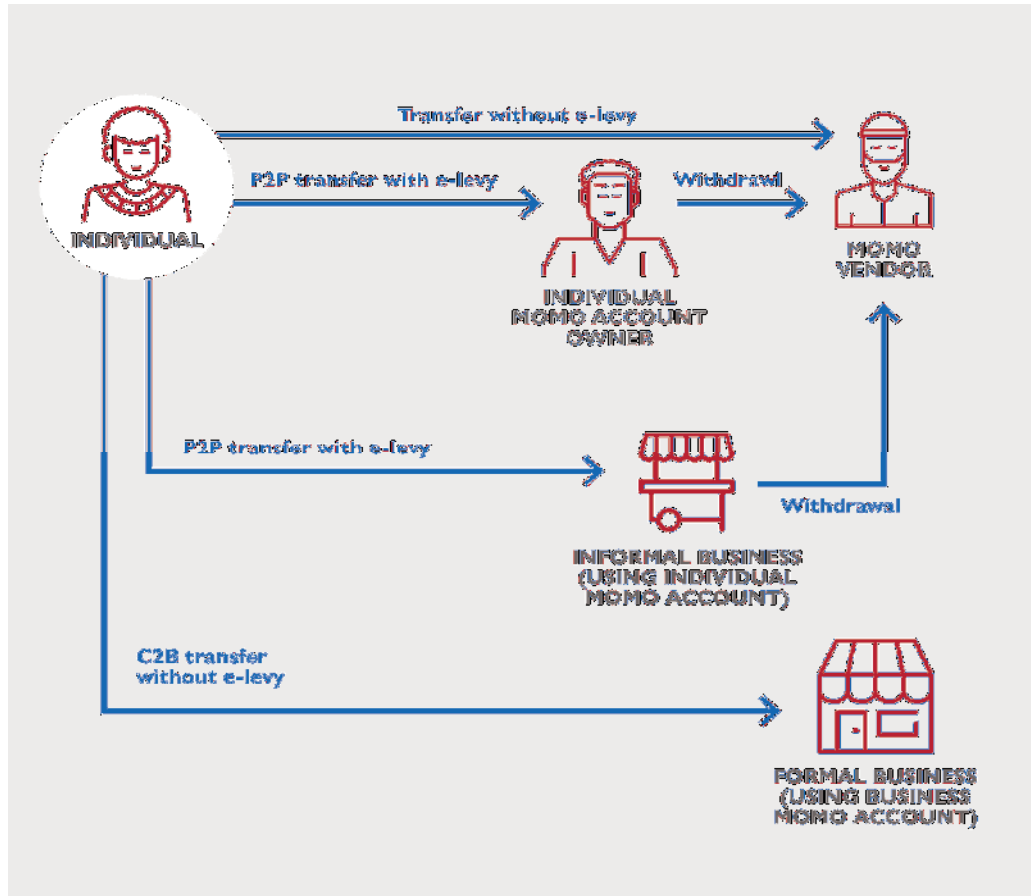 Transfer without e-levy
P2P transfer with e-levy
Withdrawl
INDIVIDUAL
MOMO
VENDOR
INDIVIDUAL
MOMO ACCOUNT
OWNER
P2P transfer with e-levy
Withdrawal
INFORMAL BUSINESS
(USING INDIVIDUAL
MOMO ACCOUNT)
C2B transfer
without e-levy
FORMAL BUSINESS
(USING BUSINESS
MOMO ACCOUNT)